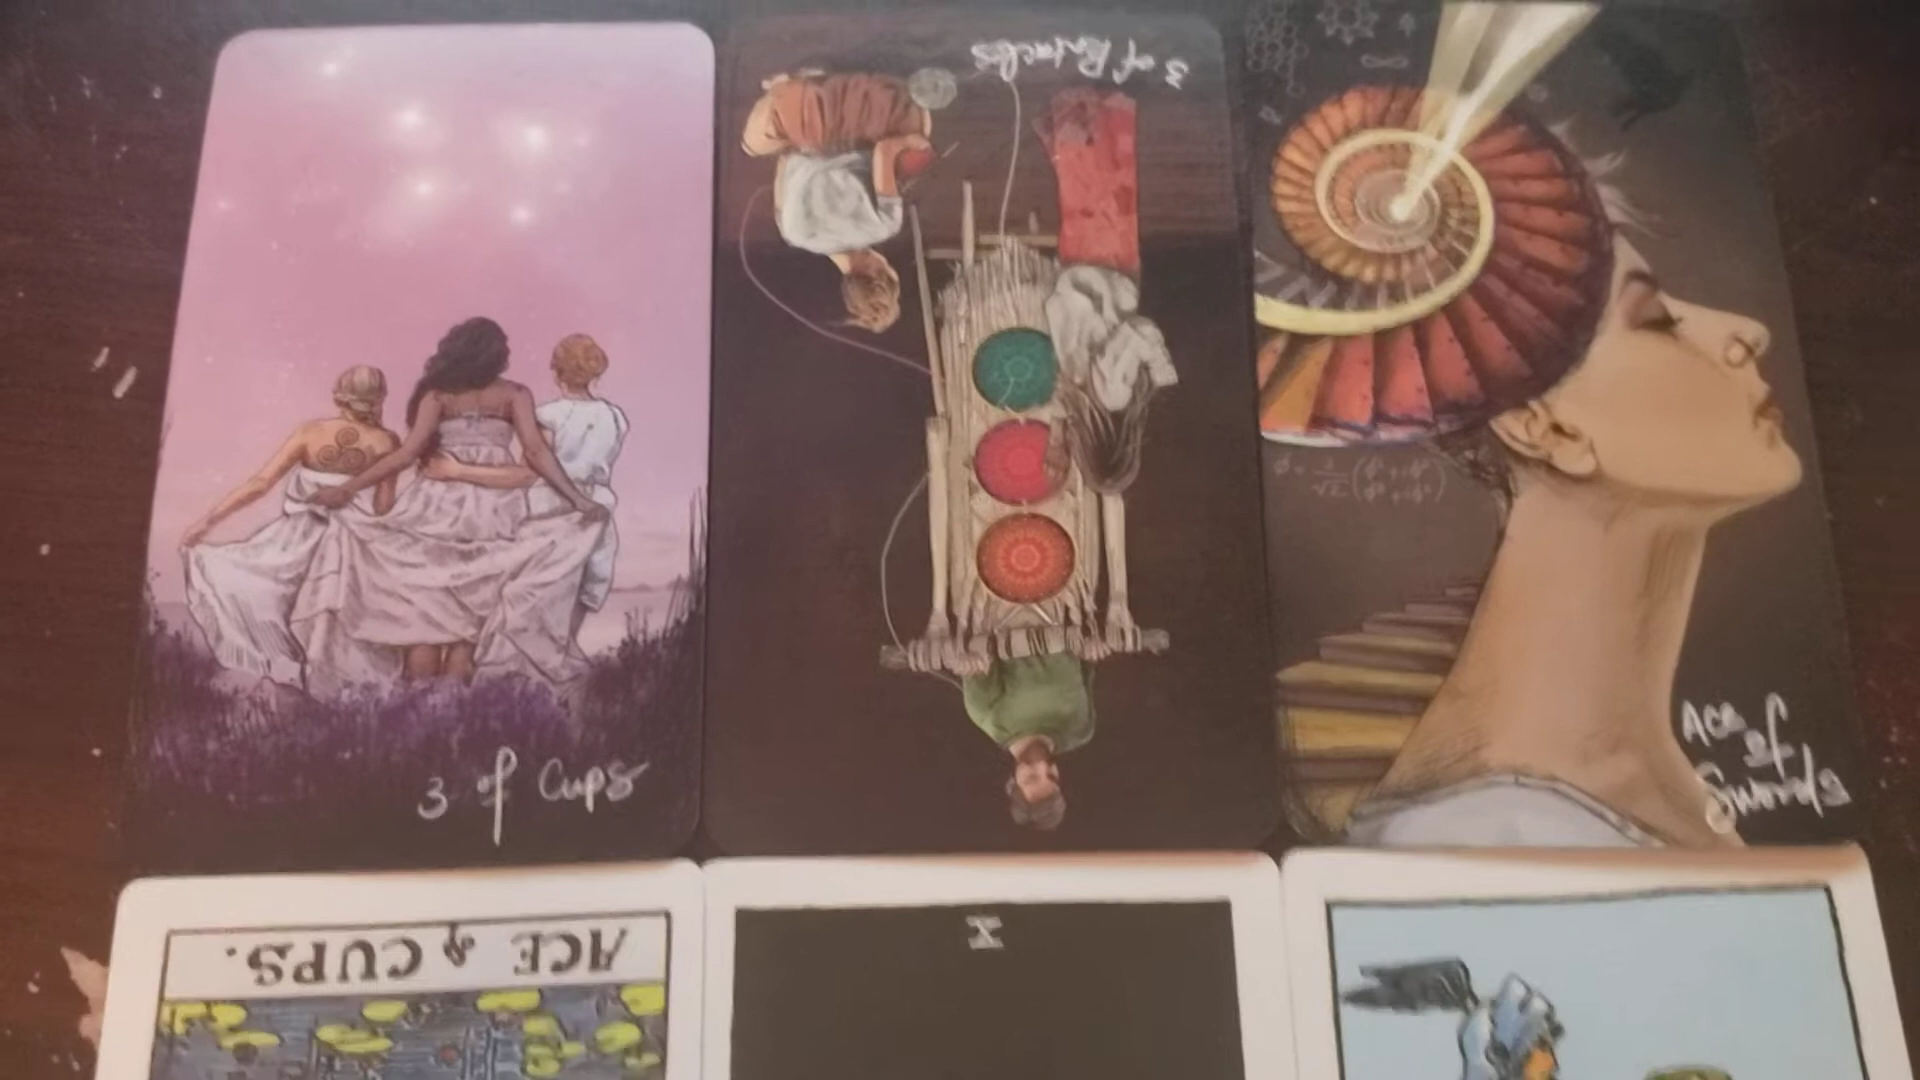 3 of Pentacles
3 of Cups
Ace
of
Swords
ACE of CUPS.
X